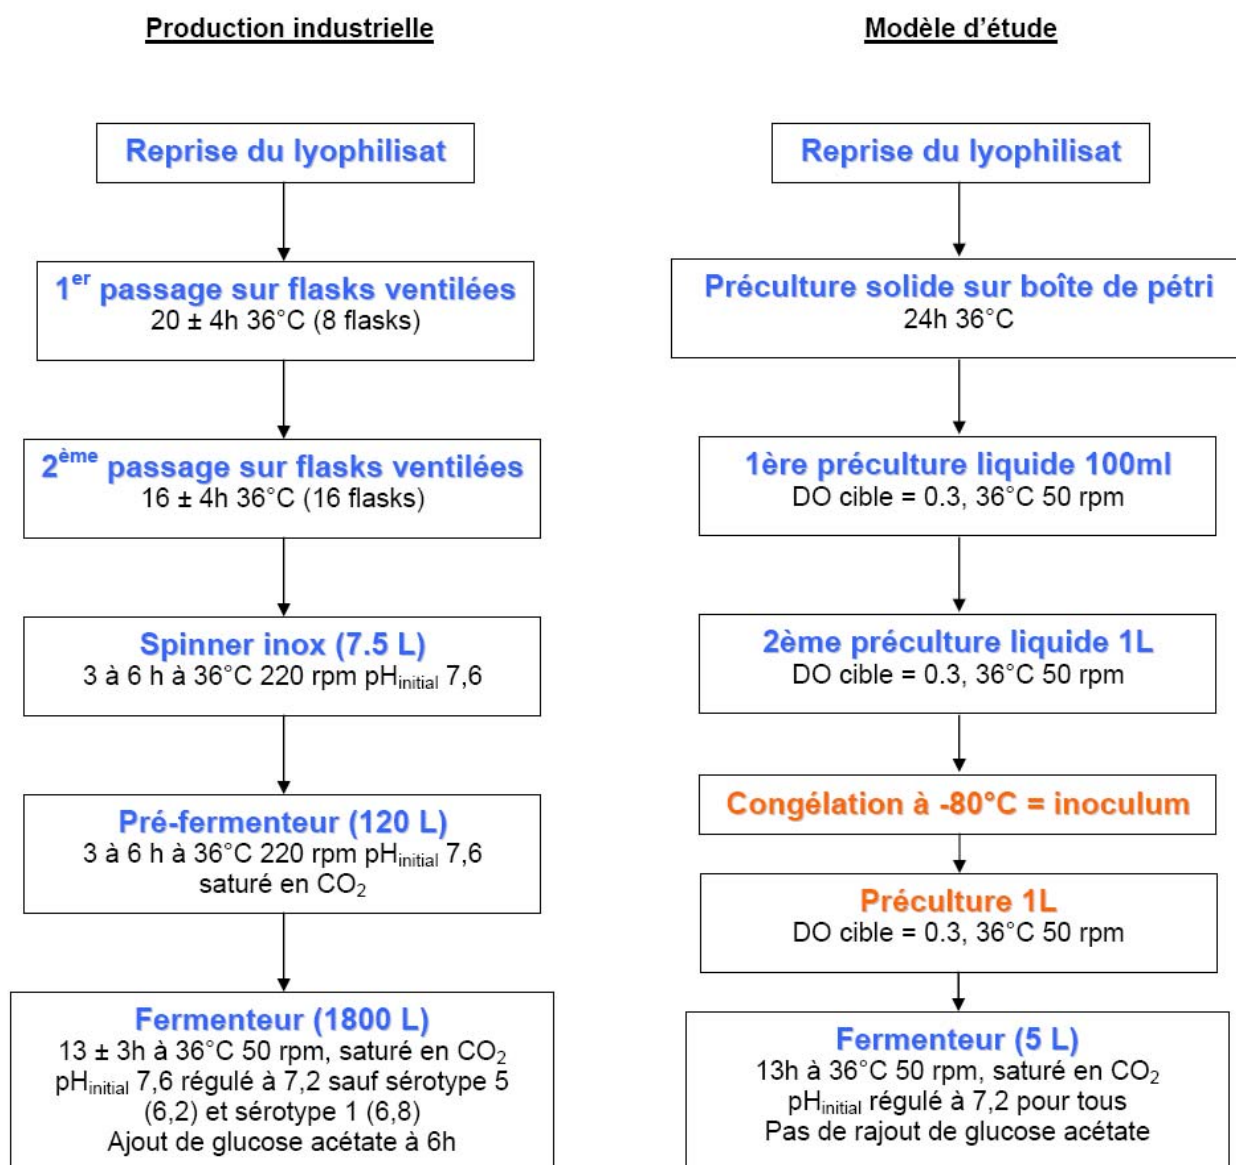 Production industrielle
Reprise du lyophilisat
1er passage sur flasks ventilées
20 ± 4h 36°C (8 flasks)
2ème passage sur flasks ventilées
16 ± 4h 36°C (16 flasks)
Spinner inox (7.5 L)
3 à 6 h à 36°C 220 rpm pHinitial 7,6
Pré-fermenteur (120 L)
3 à 6 h à 36°C 220 rpm pHinitial 7,6
saturé en CO2
Fermenteur (1800 L)
13 ± 3h à 36°C 50 rpm, saturé en CO2
pHinitial 7,6 régulé à 7,2 sauf sérotype 5
(6,2) et sérotype 1 (6,8)
Ajout de glucose acétate à 6h
Modèle d'étude
Reprise du lyophilisat
Préculture solide sur boîte de pétri
24h 36°C
1ère préculture liquide 100ml
DO cible = 0.3, 36°C 50 rpm
2ème préculture liquide 1L
DO cible = 0.3, 36°C 50 rpm
Congélation à -80°C = inoculum
Préculture 1L
DO cible = 0.3, 36°C 50 rpm
Fermenteur (5 L)
13h à 36°C 50 rpm, saturé en CO2
pHinitial régulé à 7,2 pour tous
Pas de rajout de glucose acétate